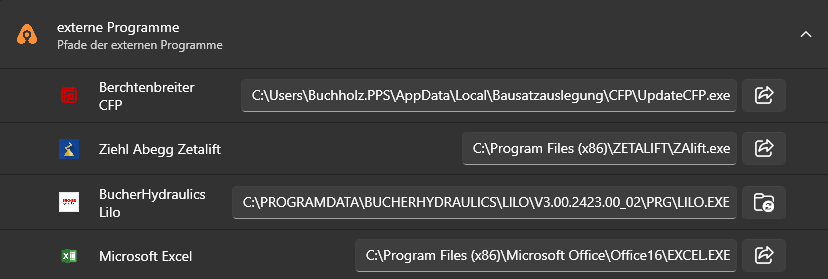 externe Programme
Pfade der externen Programme
Berchtenbreiter
CFP
C:\Users\Buchholz.PPS\AppData\Local\Bausatzauslegung\CFP\UpdateCFP.exe
Ziehl Abegg Zetalift
C:\Program Files (x86)\ZETALIFT\ZAlift.exe
BucherHydraulics
Lilo
C:\PROGRAMDATA\BUCHERHYDRAULICS\LILO\V3.00.2423.00_02\PRG\LILO.EXE
Microsoft Excel
C:\Program Files (x86)\Microsoft Office\Office16\EXCEL.EXE